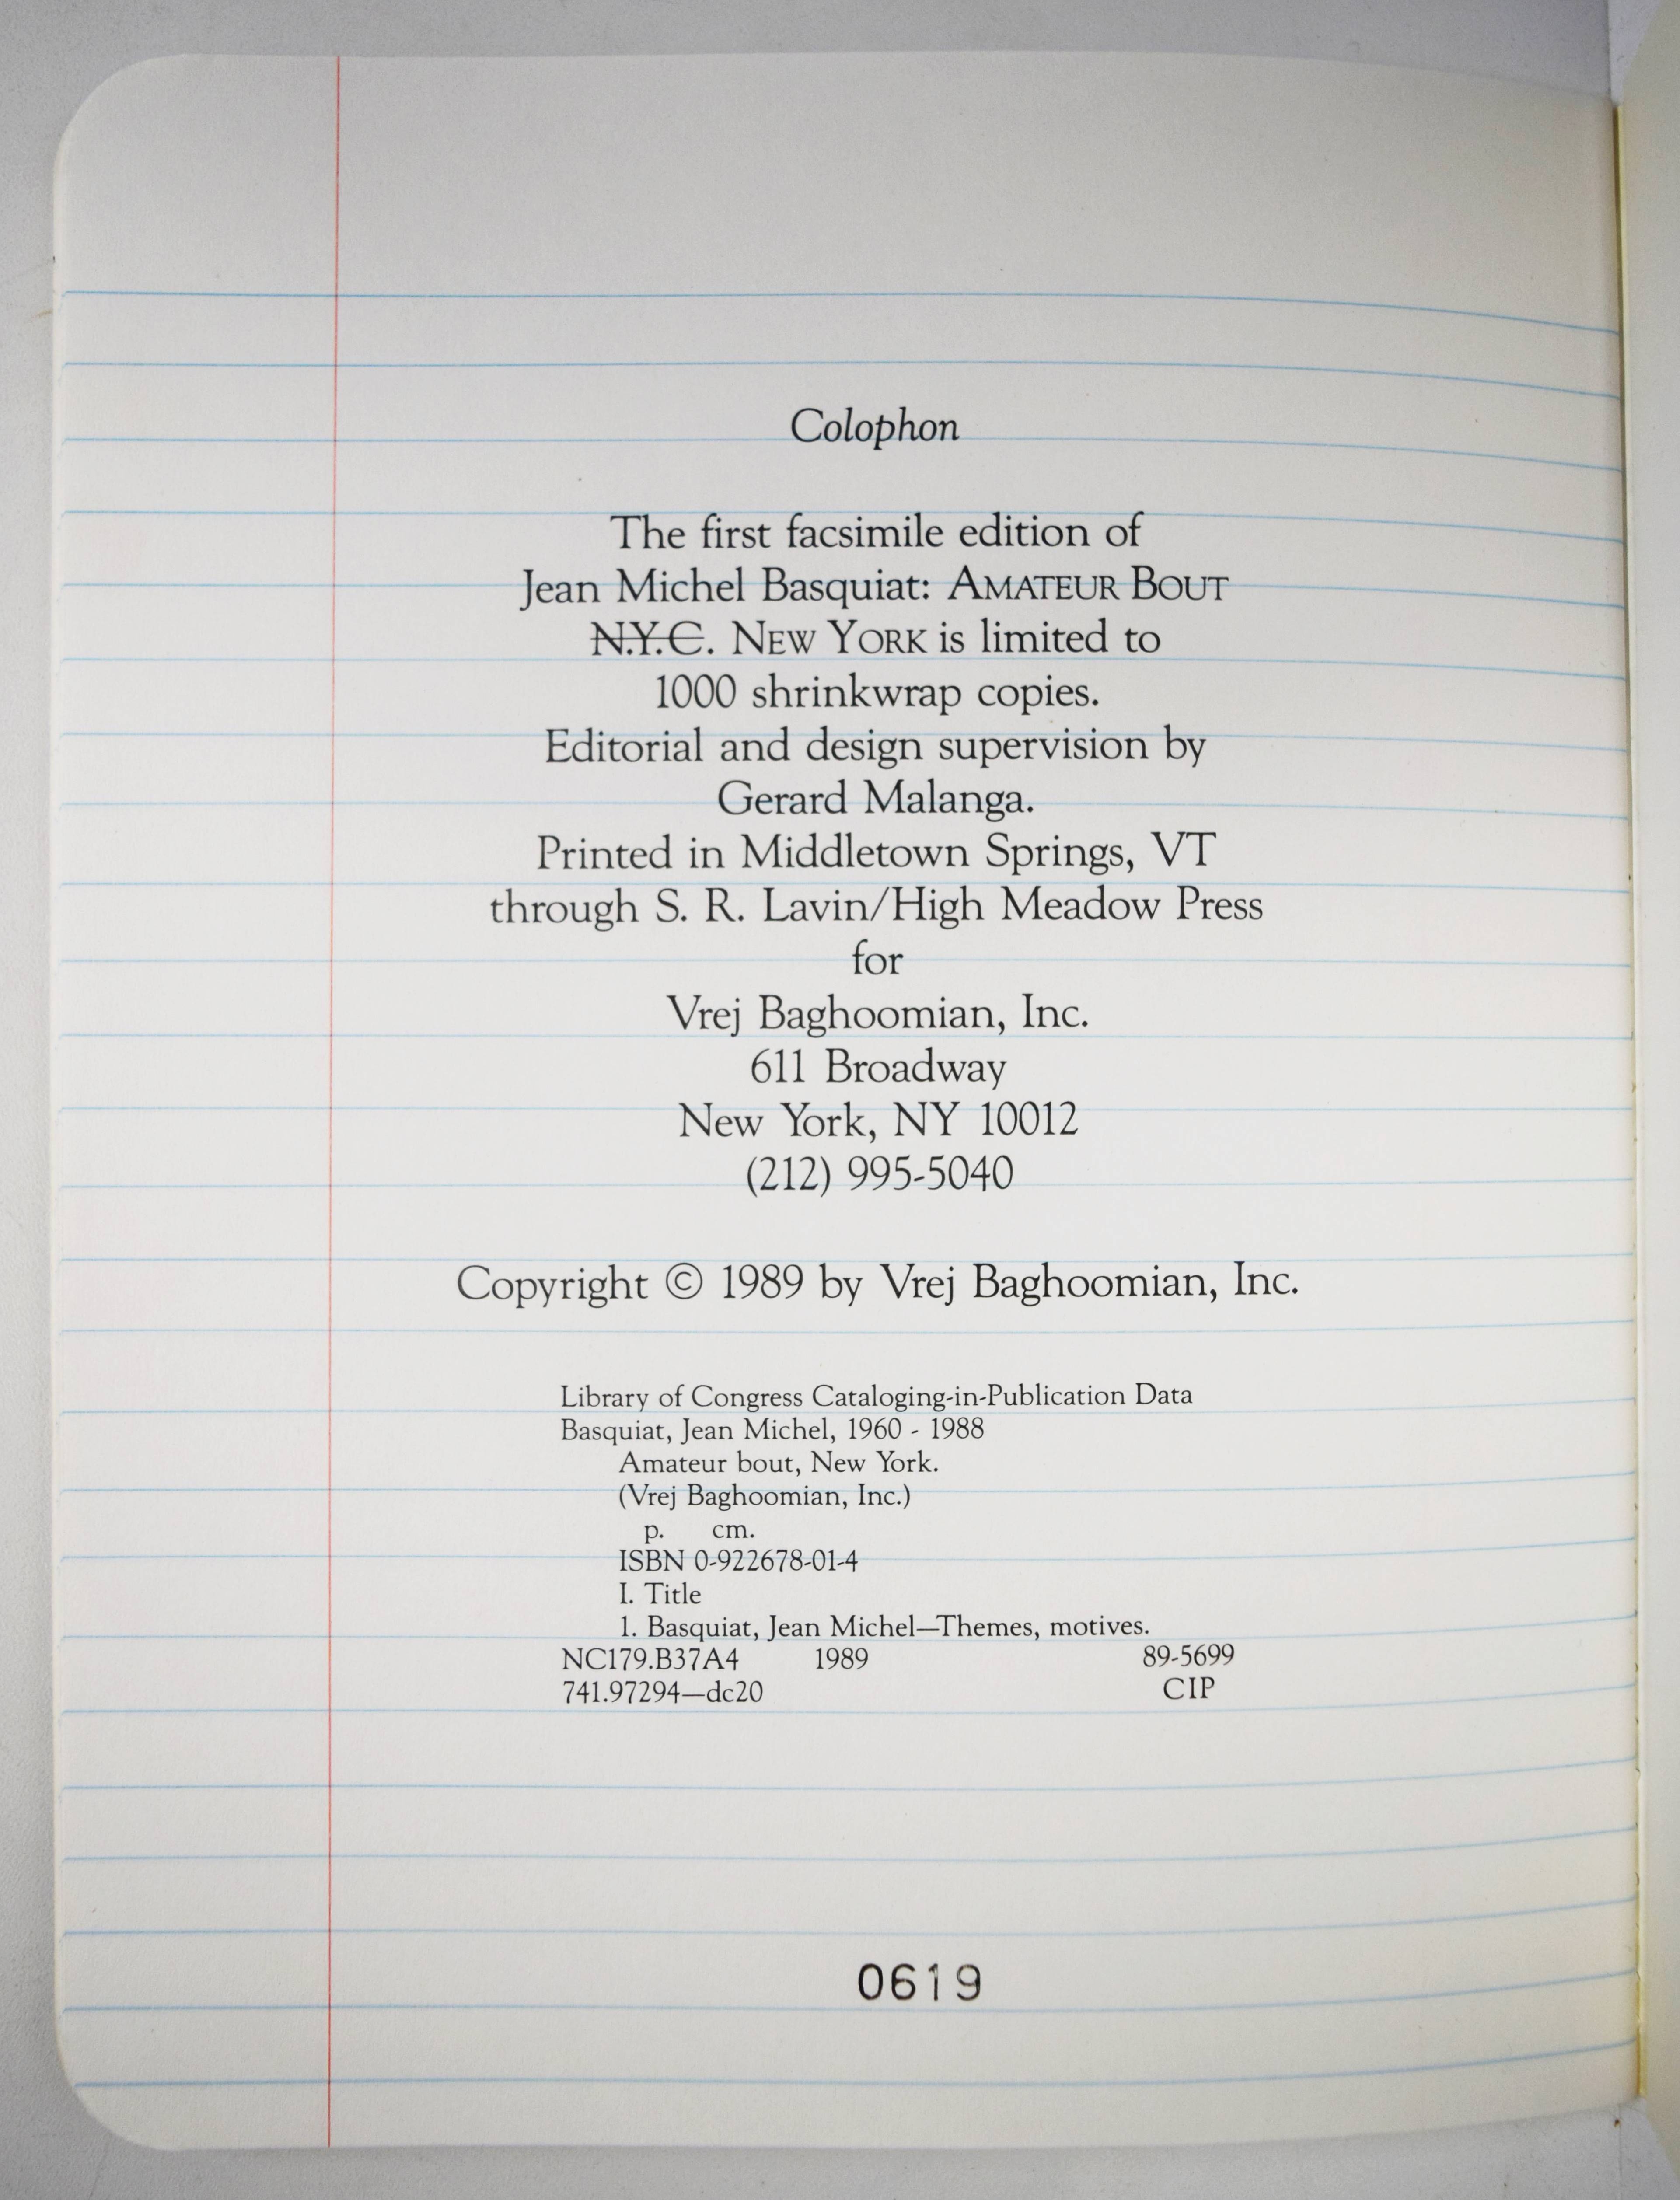 Colophon
The first facsimile edition of
Jean Michel Basquiat: AMATEUR BOUT
N.Y.C. NEW YORK is limited to
1000 shrinkwrap copies.
Editorial and design supervision by
Gerard Malanga.
Printed in Middletown Springs, VT
through S. R. Lavin/High Meadow Press
for
Vrej Baghoomian, Inc.
611 Broadway
New York, NY 10012
(212) 995-5040
Copyright © 1989 by Vrej Baghoomian, Inc.
Library of Congress Cataloging-in-Publication Data
Basquiat, Jean Michel, 1960 - 1988
Amateur bout, New York.
(Vrej Baghoomian, Inc.)
p. cm.
ISBN 0-922678-01-4
I. Title
1. Basquiat, Jean Michel—Themes, motives.
NC179.B37A4 1989 89-5699
741.97294—dc20 CIP
0619